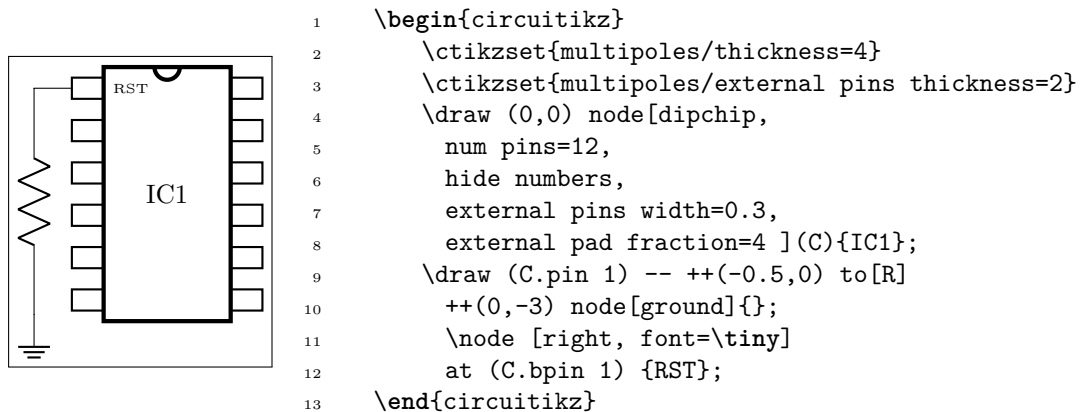 RST
IC1
1 \begin{circuitikz}
2 \ctikzset{multipoles/thickness=4}
3 \ctikzset{multipoles/external pins thickness=2}
4 \draw (0,0) node[dipchip,
5 num pins=12,
6 hide numbers,
7 external pins width=0.3,
8 external pad fraction=4 ](C){IC1};
9 \draw (C.pin 1) -- ++(-0.5,0) to[R]
10 ++(0,-3) node[ground]{};
11 \node [right, font=\tiny]
12 at (C.bpin 1) {RST};
13 \end{circuitikz}